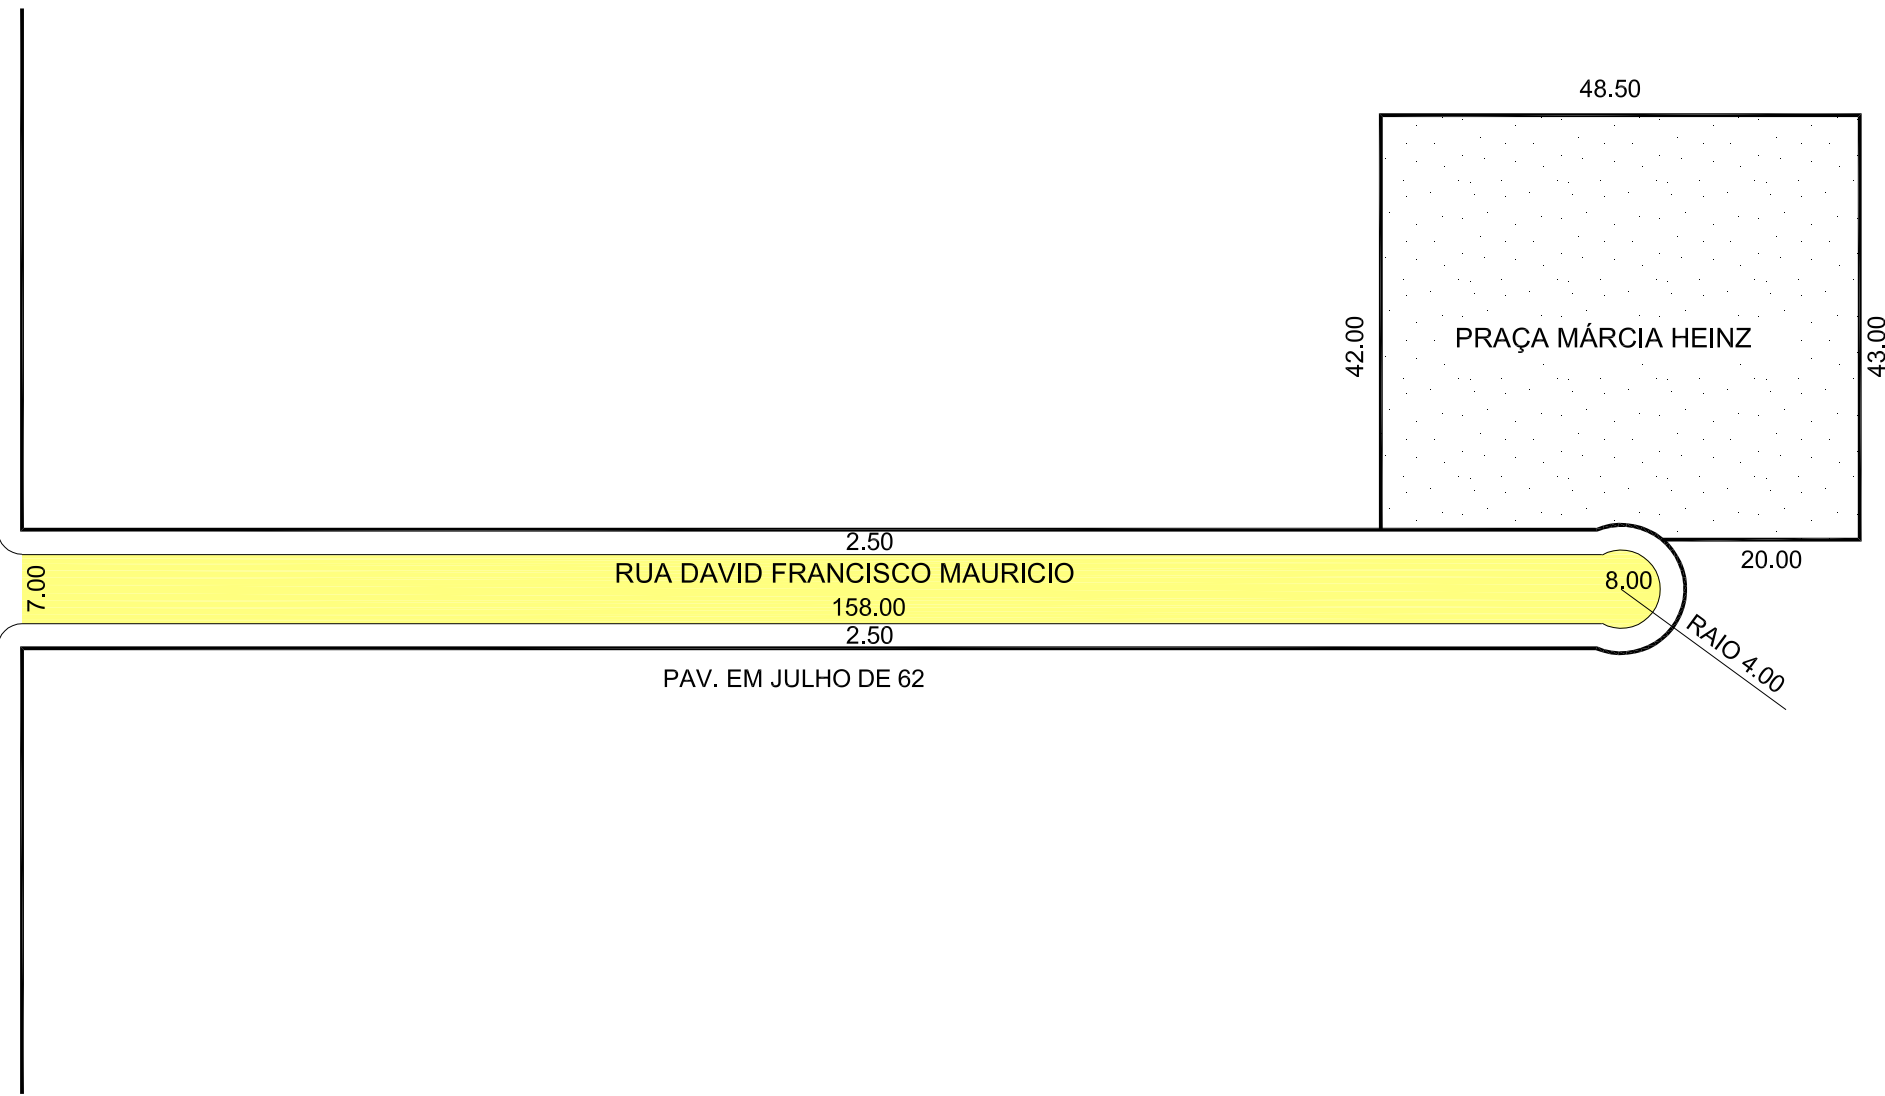 48.50
42.00
PRAÇA MÁRCIA HEINZ
43.00
2.50
20.00
7.00
RUA DAVID FRANCISCO MAURICIO
8.00
158.00
2.50
RAIO 4.00
PAV. EM JULHO DE 62